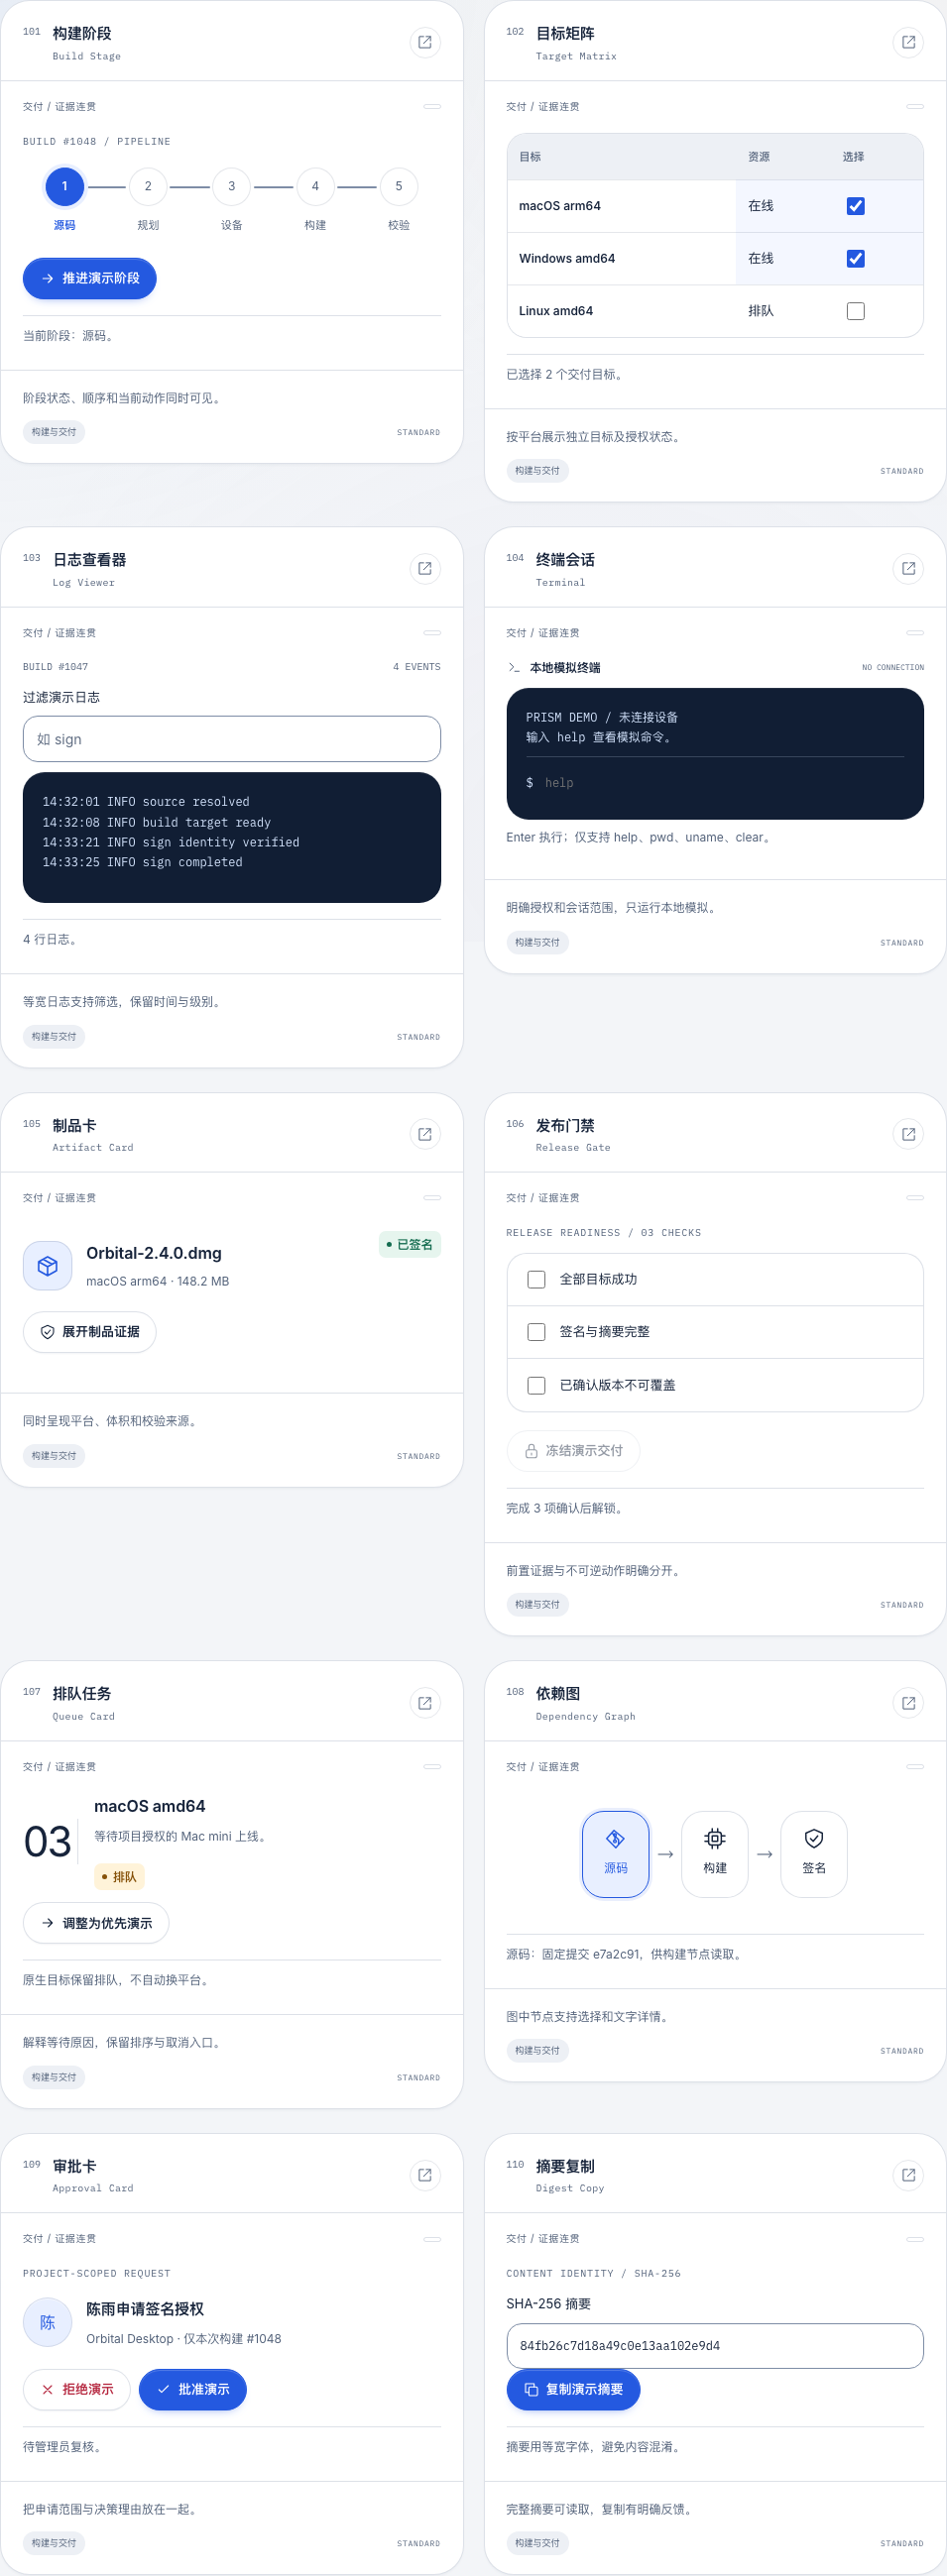 101 构建阶段
Build Stage
交付 / 证据连贯
BUILD #1048 / PIPELINE
1 2 3 4 5
源码 规划 设备 构建 校验
推进演示阶段
当前阶段：源码。
阶段状态、顺序和当前动作同时可见。
构建与交付 STANDARD
102 目标矩阵
Target Matrix
交付 / 证据连贯
目标 资源 选择
macOS arm64 在线
Windows amd64 在线
Linux amd64 排队
已选择 2 个交付目标。
按平台展示独立目标及授权状态。
构建与交付 STANDARD
103 日志查看器
Log Viewer
交付 / 证据连贯
BUILD #1047 4 EVENTS
过滤演示日志
如 sign
14:32:01 INFO source resolved
14:32:08 INFO build target ready
14:33:21 INFO sign identity verified
14:33:25 INFO sign completed
4 行日志。
等宽日志支持筛选，保留时间与级别。
构建与交付 STANDARD
104 终端会话
Terminal
交付 / 证据连贯
本地模拟终端 NO CONNECTION
PRISM DEMO / 未连接设备
输入 help 查看模拟命令。
$ help
Enter 执行；仅支持 help、pwd、uname、clear。
明确授权和会话范围，只运行本地模拟。
构建与交付 STANDARD
105 制品卡
Artifact Card
交付 / 证据连贯
Orbital-2.4.0.dmg 已签名
macOS arm64 · 148.2 MB
展开制品证据
同时呈现平台、体积和校验来源。
构建与交付 STANDARD
106 发布门禁
Release Gate
交付 / 证据连贯
RELEASE READINESS / 03 CHECKS
全部目标成功
签名与摘要完整
已确认版本不可覆盖
冻结演示交付
完成 3 项确认后解锁。
前置证据与不可逆动作明确分开。
构建与交付 STANDARD
107 排队任务
Queue Card
交付 / 证据连贯
03 macOS amd64
等待项目授权的 Mac mini 上线。
排队
调整为优先演示
原生目标保留排队，不自动换平台。
解释等待原因，保留排序与取消入口。
构建与交付 STANDARD
108 依赖图
Dependency Graph
交付 / 证据连贯
源码 构建 签名
源码：固定提交 e7a2c91，供构建节点读取。
图中节点支持选择和文字详情。
构建与交付 STANDARD
109 审批卡
Approval Card
交付 / 证据连贯
PROJECT-SCOPED REQUEST
陈 陈雨申请签名授权
Orbital Desktop · 仅本次构建 #1048
拒绝演示 批准演示
待管理员复核。
把申请范围与决策理由放在一起。
构建与交付 STANDARD
110 摘要复制
Digest Copy
交付 / 证据连贯
CONTENT IDENTITY / SHA-256
SHA-256 摘要
84fb26c7d18a49c0e13aa102e9d4
复制演示摘要
摘要用等宽字体，避免内容混淆。
完整摘要可读取，复制有明确反馈。
构建与交付 STANDARD